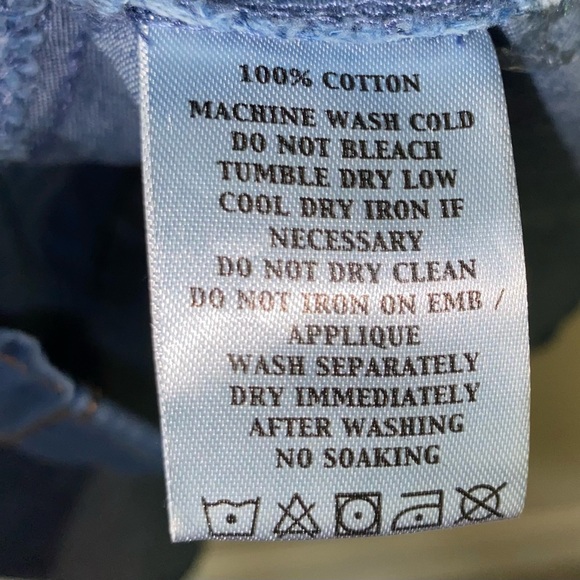 100% COTTON
MACHINE WASH COLD
DO NOT BLEACH
TUMBLE DRY LOW
COOL DRY IRON IF
NECESSARY
DO NOT DRY CLEAN
DO NOT IRON ON EMB /
APPLIQUE
WASH SEPARATELY
DRY IMMEDIATELY
AFTER WASHING
NO SOAKING